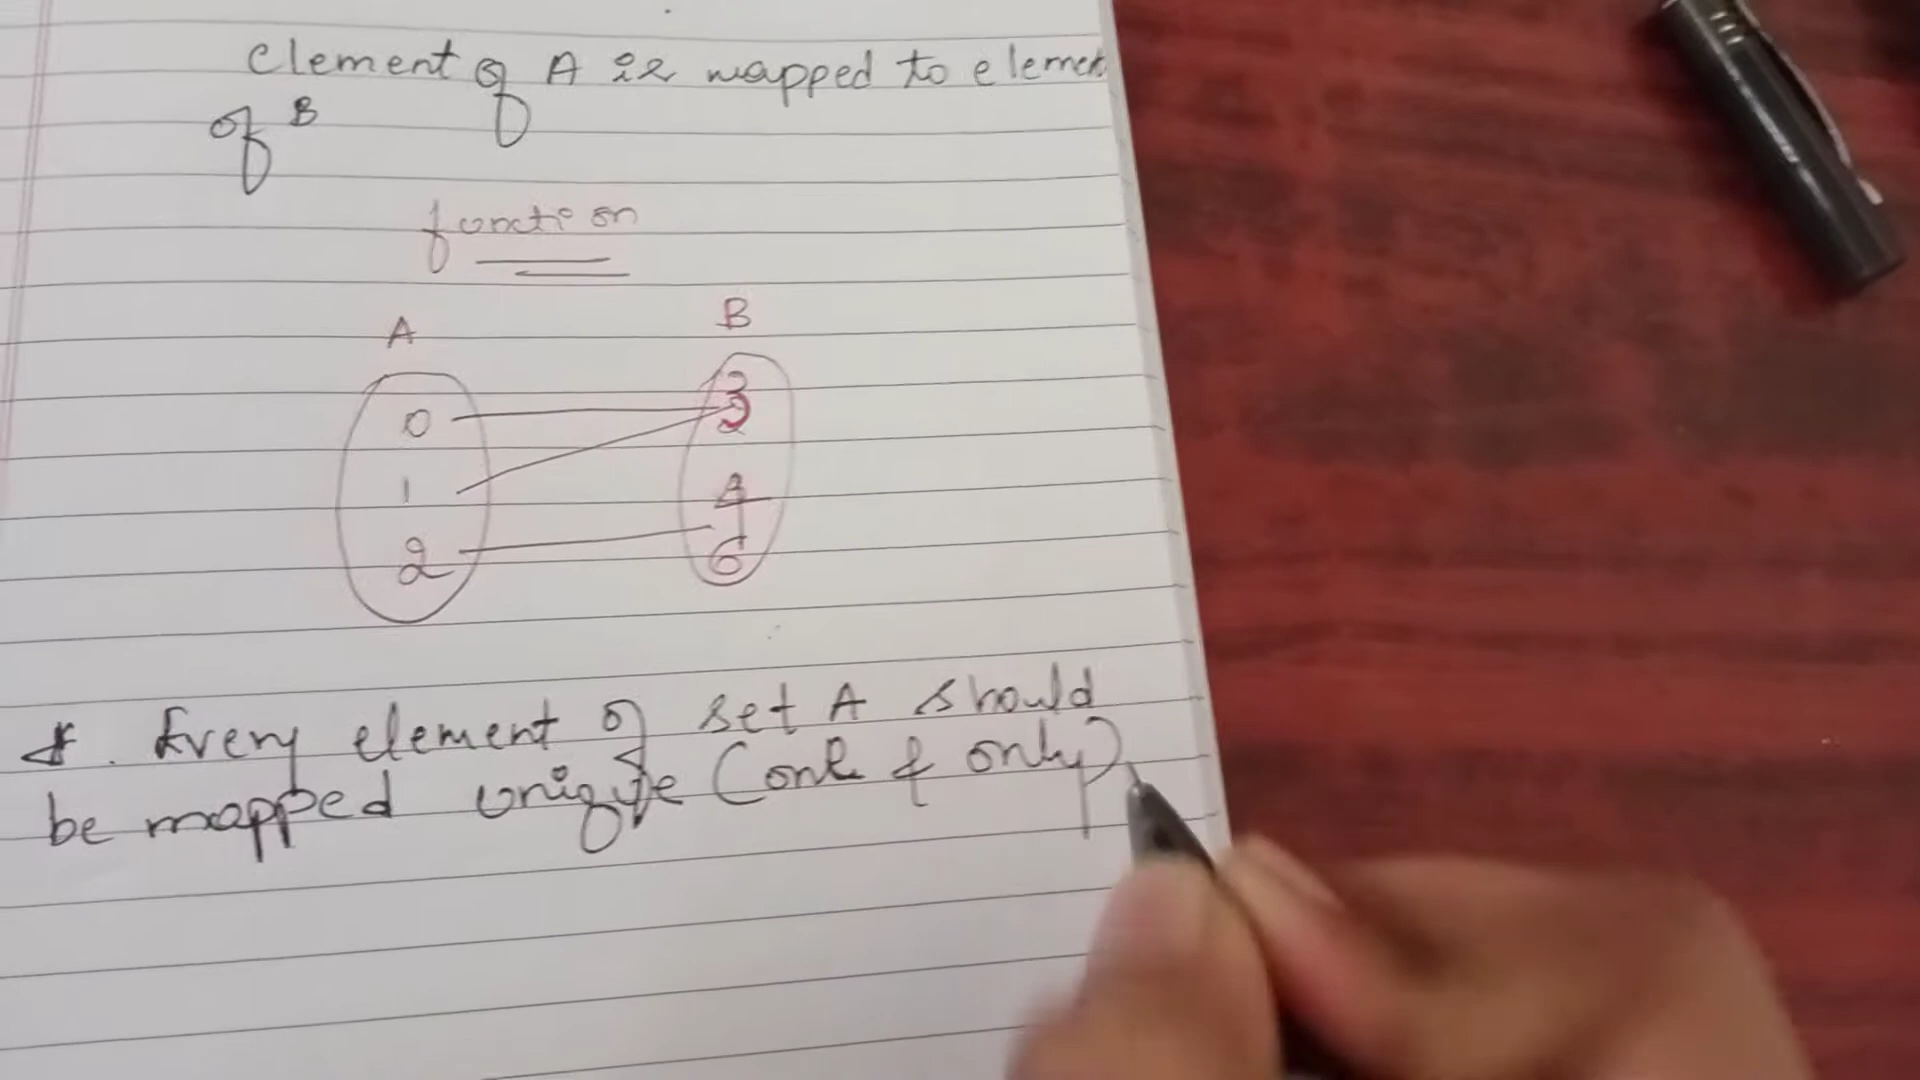 Element of A is mapped to element
of B
function
A B
0 3
1 4
2 6
*. Every element of set A should
be mapped uniqye (one & only)